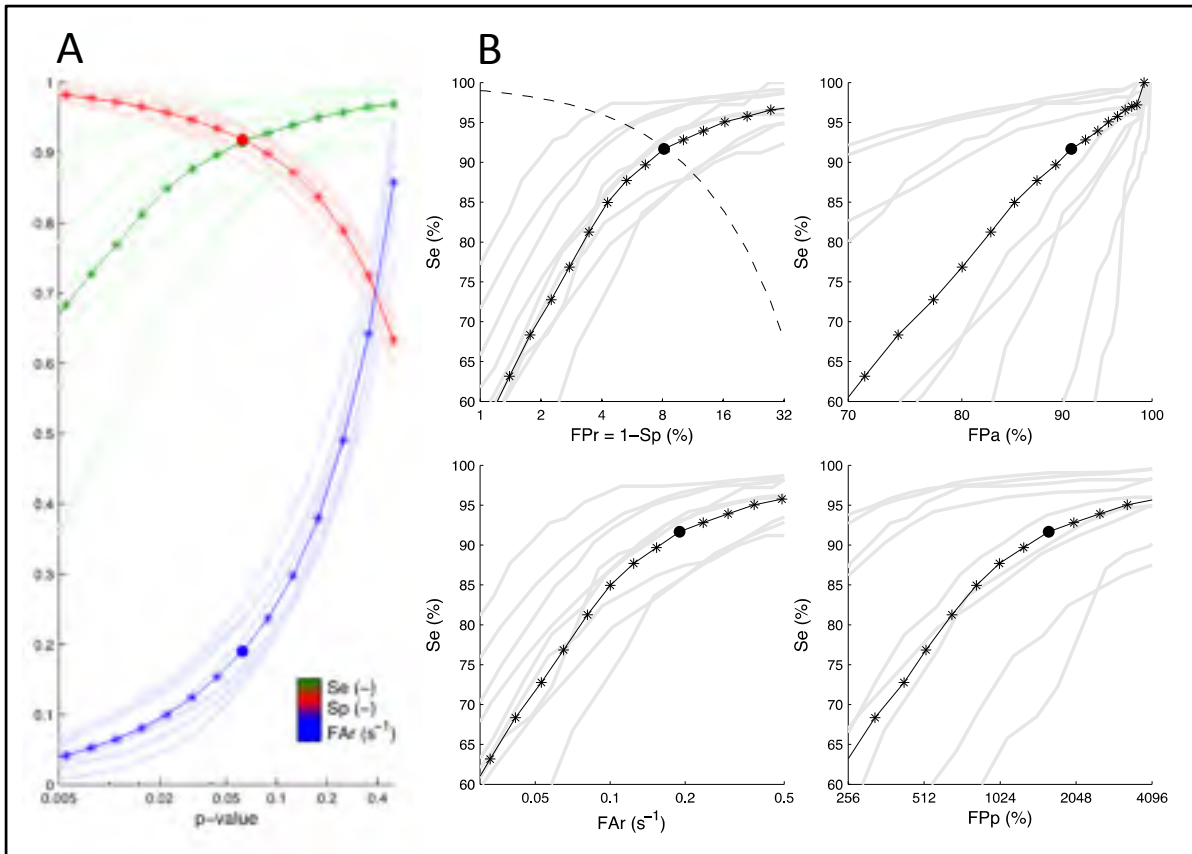 A
1
0.9
0.8
0.7
0.6
0.5
0.4
0.3
0.2
0.1
0
0.005 0.02 0.05 0.1 0.2 0.4
p-value
Se (-)
Sp (-)
FAr (s⁻¹)
B
100
95
90
85
80
75
70
65
60
Se (%)
1 2 4 8 16 32
FPr = 1-Sp (%)
100
95
90
85
80
75
70
65
60
Se (%)
70 80 90 100
FPa (%)
100
95
90
85
80
75
70
65
60
Se (%)
0.05 0.1 0.2 0.5
FAr (s⁻¹)
100
95
90
85
80
75
70
65
60
Se (%)
256 512 1024 2048 4096
FPp (%)